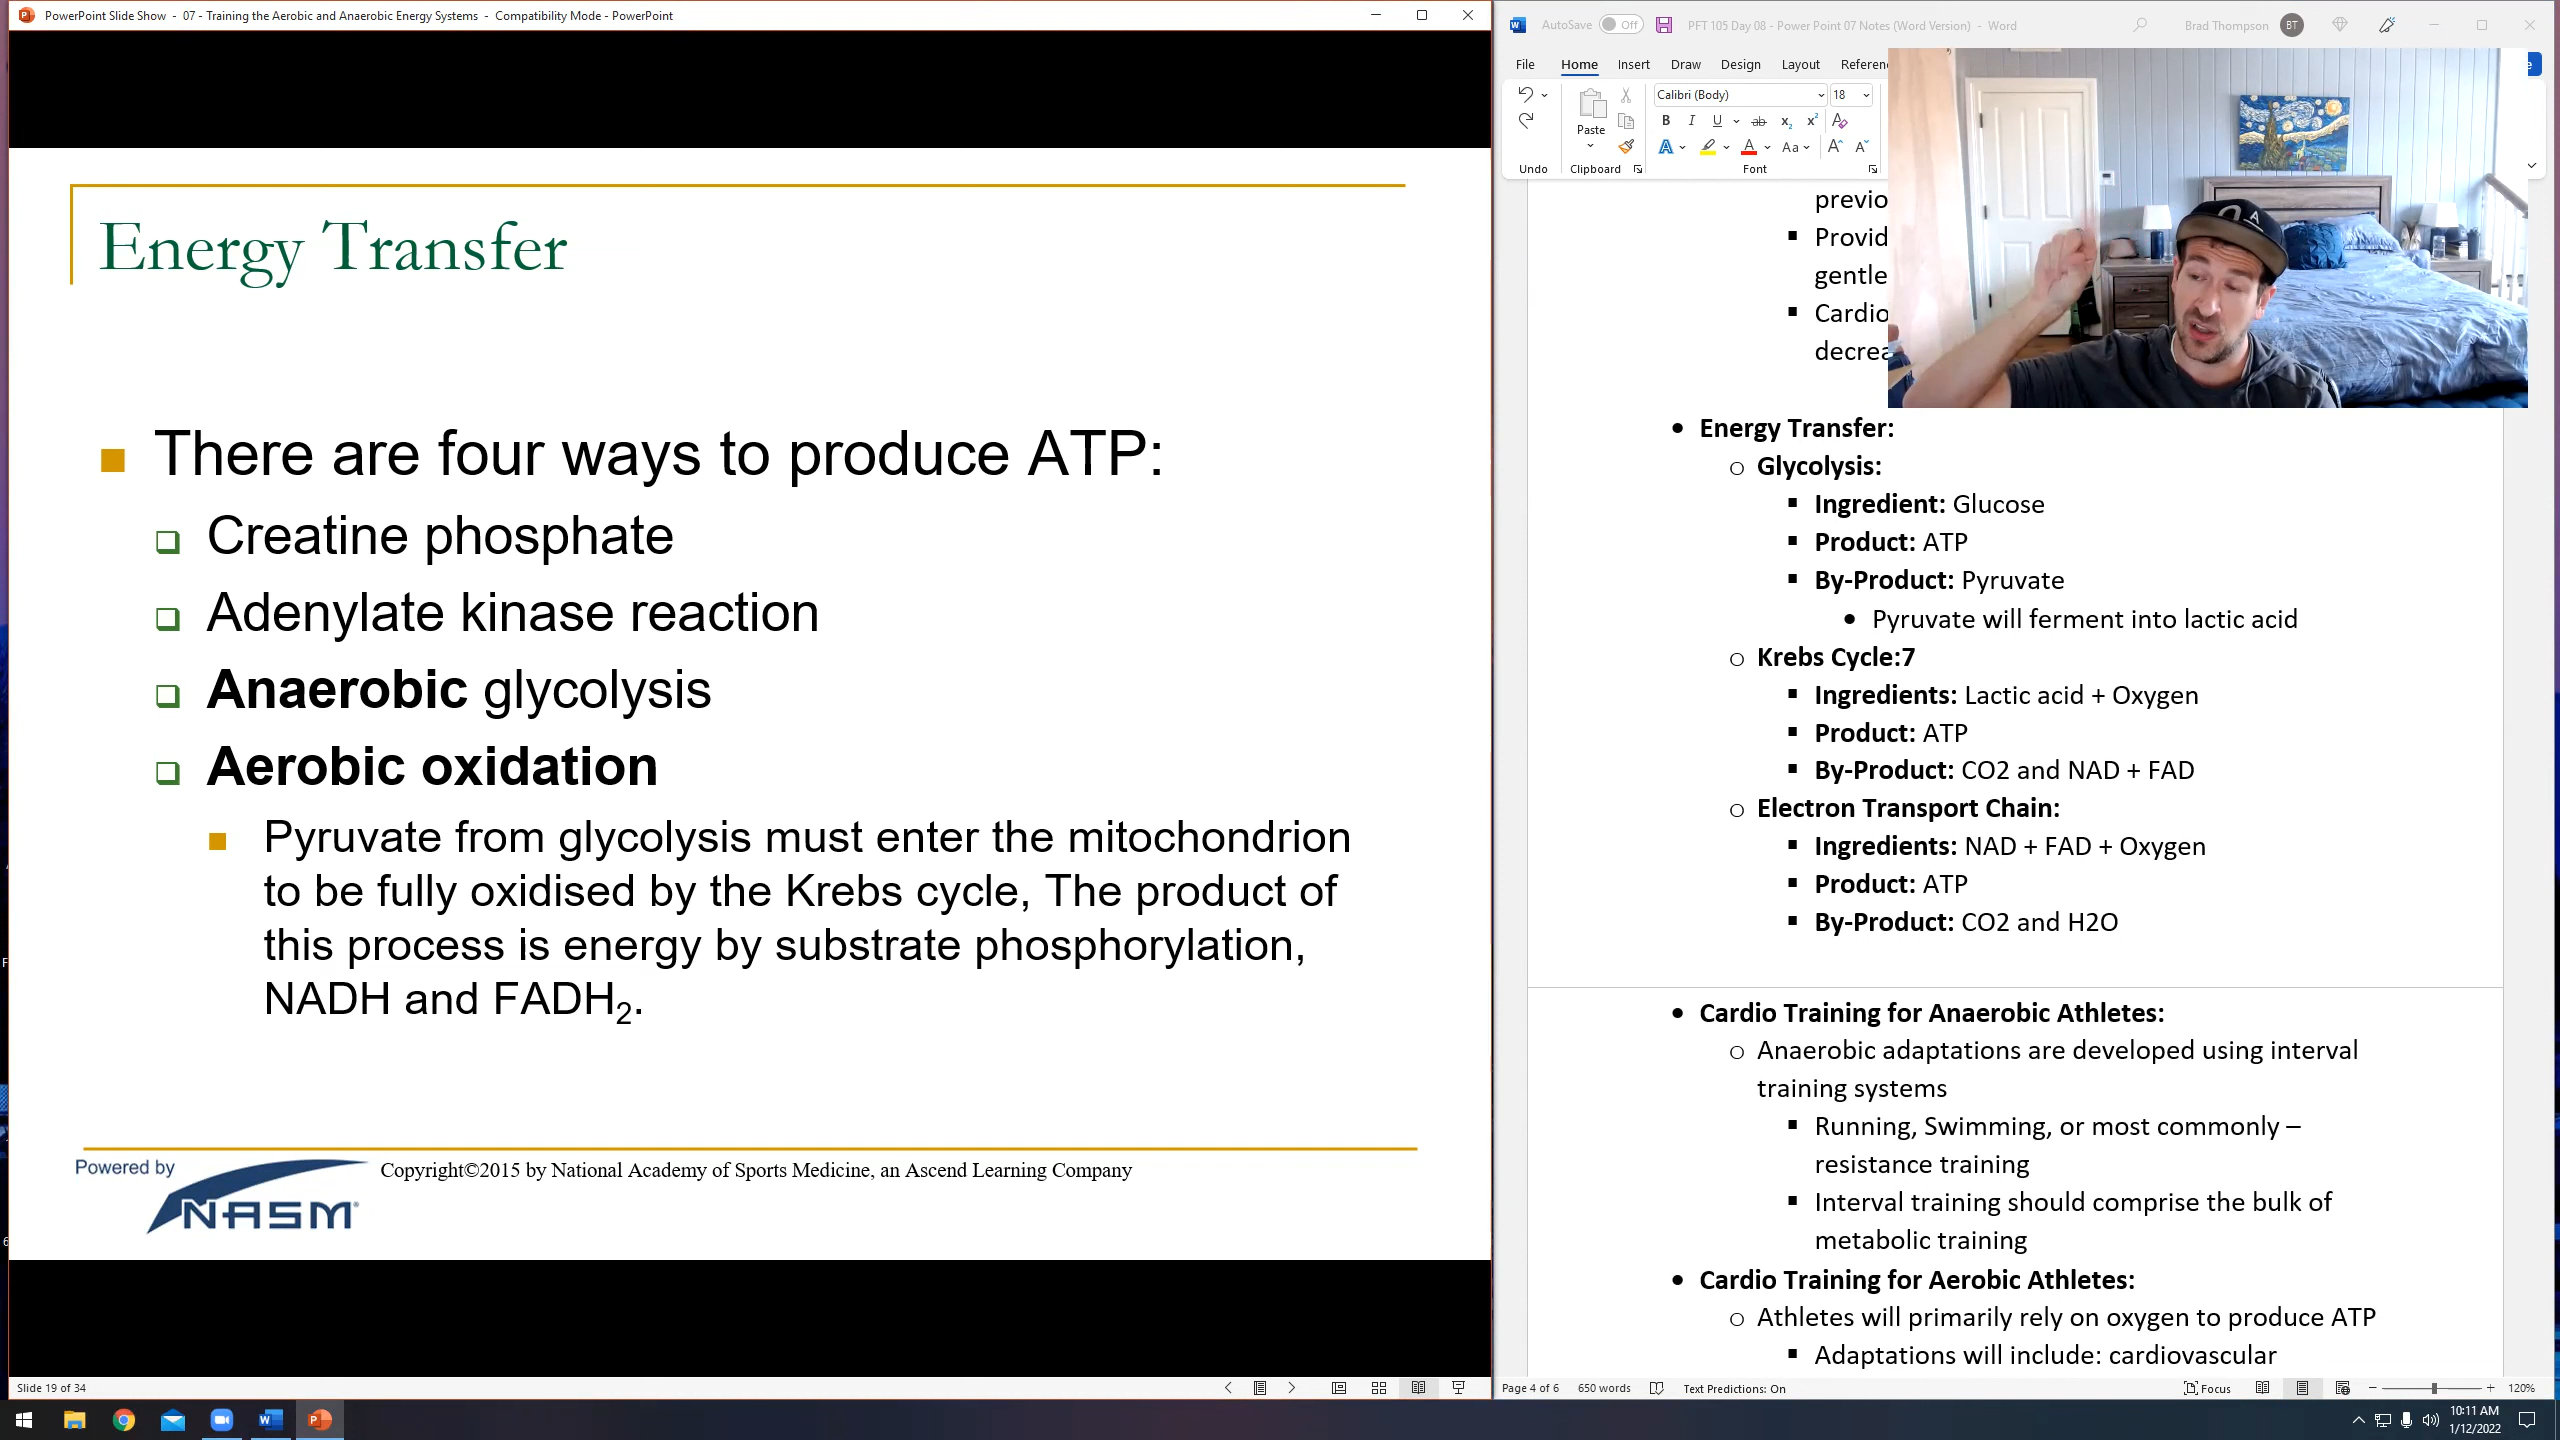 PowerPoint Slide Show - 07 - Training the Aerobic and Anaerobic Energy Systems - Compatibility Mode - PowerPoint
Energy Transfer
There are four ways to produce ATP:
Creatine phosphate
Adenylate kinase reaction
Anaerobic glycolysis
Aerobic oxidation
Pyruvate from glycolysis must enter the mitochondrion
to be fully oxidised by the Krebs cycle, The product of
this process is energy by substrate phosphorylation,
NADH and FADH2.
Powered by
NASM
Copyright©2015 by National Academy of Sports Medicine, an Ascend Learning Company
Slide 19 of 34
AutoSave Off PFT 105 Day 08 - Power Point 07 Notes (Word Version) - Word Brad Thompson BT
File Home Insert Draw Design Layout Referenc
Calibri (Body) 18
Paste
B I U ab x2 x2 A
A A Aa A A
Undo Clipboard Font
previo
Provid
gentle
Cardio
decrea
Energy Transfer:
Glycolysis:
Ingredient: Glucose
Product: ATP
By-Product: Pyruvate
Pyruvate will ferment into lactic acid
Krebs Cycle:7
Ingredients: Lactic acid + Oxygen
Product: ATP
By-Product: CO2 and NAD + FAD
Electron Transport Chain:
Ingredients: NAD + FAD + Oxygen
Product: ATP
By-Product: CO2 and H2O
Cardio Training for Anaerobic Athletes:
Anaerobic adaptations are developed using interval
training systems
Running, Swimming, or most commonly –
resistance training
Interval training should comprise the bulk of
metabolic training
Cardio Training for Aerobic Athletes:
Athletes will primarily rely on oxygen to produce ATP
Adaptations will include: cardiovascular
Page 4 of 6 650 words Text Predictions: On Focus 120%
10:11 AM
1/12/2022